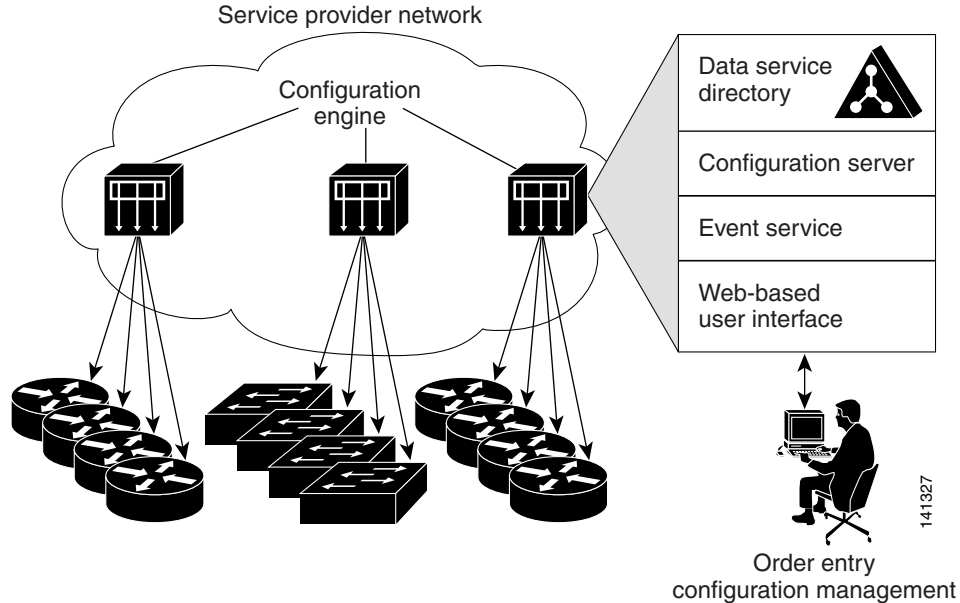 Service provider network
Configuration
engine
Data service
directory
Configuration server
Event service
Web-based
user interface
141327
Order entry
configuration management